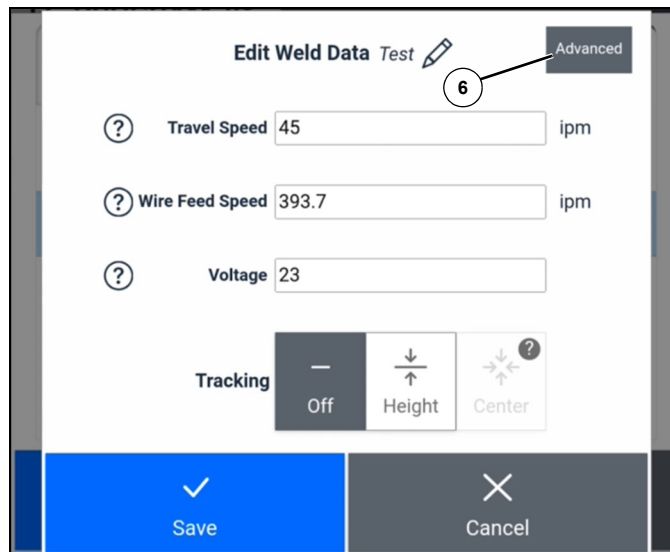 Edit Weld Data Test
Advanced
6
? Travel Speed 45 ipm
? Wire Feed Speed 393.7 ipm
? Voltage 23
Tracking
Off
Height
?
Center
Save
Cancel